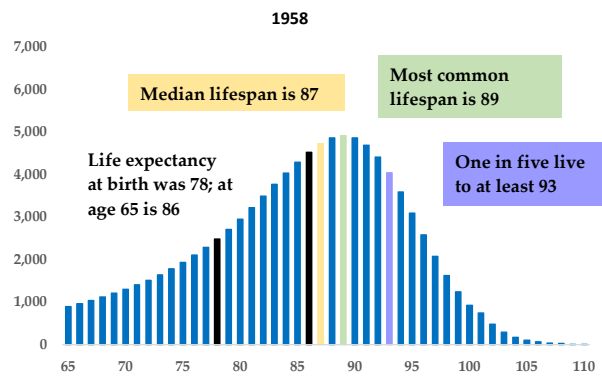 1958
7,000
6,000
5,000
4,000
3,000
2,000
1,000
0
Median lifespan is 87
Most common
lifespan is 89
Life expectancy
at birth was 78; at
age 65 is 86
One in five live
to at least 93
65 70 75 80 85 90 95 100 105 110